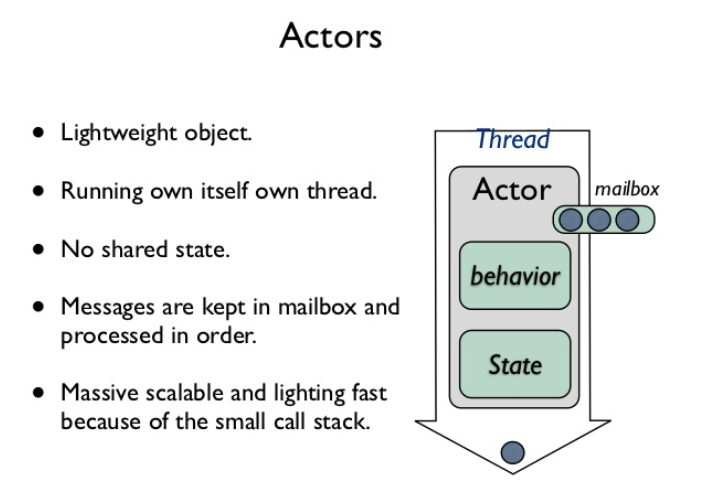 Actors
• Lightweight object.
• Running own itself own thread.
• No shared state.
• Messages are kept in mailbox and
processed in order.
• Massive scalable and lighting fast
because of the small call stack.
Thread
Actor
mailbox
behavior
State